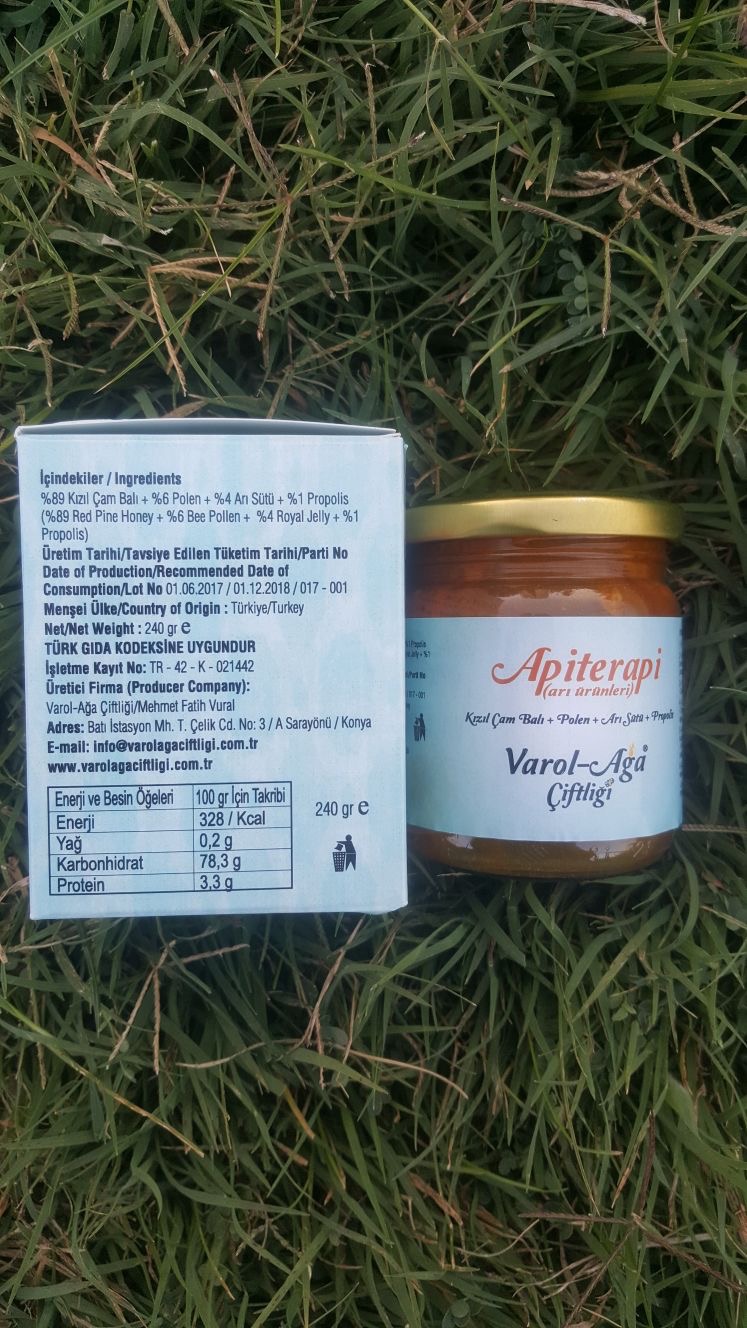 İçindekiler / Ingredients
%89 Kızıl Çam Balı + %6 Polen + %4 Arı Sütü + %1 Propolis
(%89 Red Pine Honey + %6 Bee Pollen + %4 Royal Jelly + %1
Propolis)
Üretim Tarihi/Tavsiye Edilen Tüketim Tarihi/Parti No
Date of Production/Recommended Date of
Consumption/Lot No 01.06.2017 / 01.12.2018 / 017 - 001
Menşei Ülke/Country of Origin : Türkiye/Turkey
Net/Net Weight : 240 gr e
TÜRK GIDA KODEKSİNE UYGUNDUR
İşletme Kayıt No: TR - 42 - K - 021442
Üretici Firma (Producer Company):
Varol-Ağa Çiftliği/Mehmet Fatih Vural
Adres: Batı İstasyon Mh. T. Çelik Cd. No: 3 / A Sarayönü / Konya
E-mail: info@varolagaciftligi.com.tr
www.varolagaciftligi.com.tr
Enerji ve Besin Öğeleri 100 gr İçin Takribi
Enerji 328 / Kcal
Yağ 0,2 g
Karbonhidrat 78,3 g
Protein 3,3 g
240 gr e
Apiterapi
(arı ürünleri)
Kızıl Çam Balı + Polen + Arı Sütü + Propolis
Varol-Ağa
Çiftliği